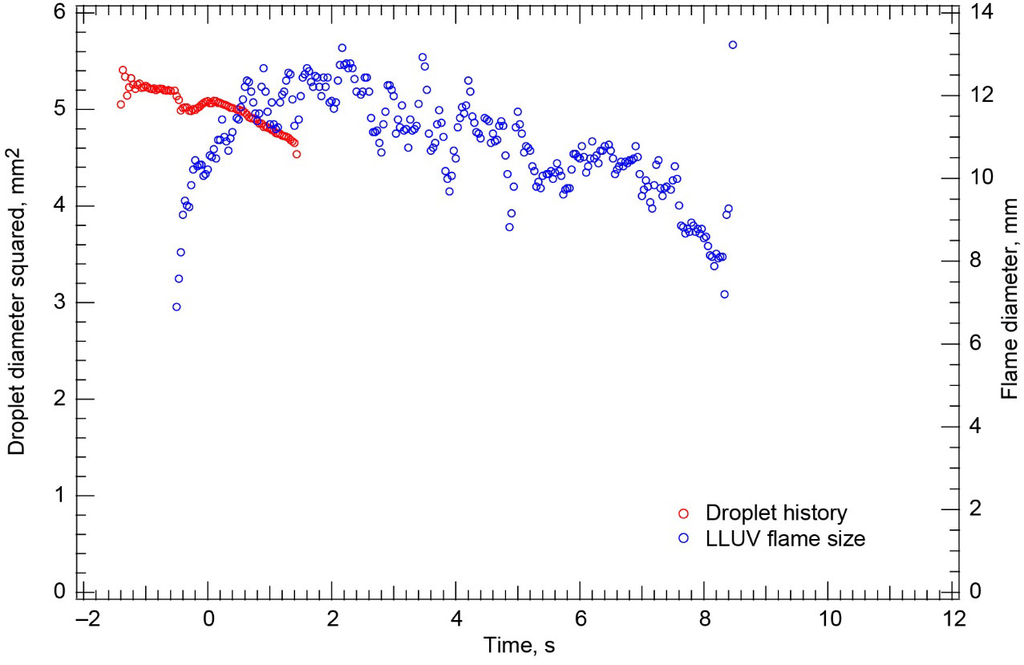 6
5
4
3
2
1
0
Droplet diameter squared, mm2
14
12
10
8
6
4
2
0
Flame diameter, mm
Droplet history
LLUV flame size
–2 0 2 4 6 8 10 12
Time, s